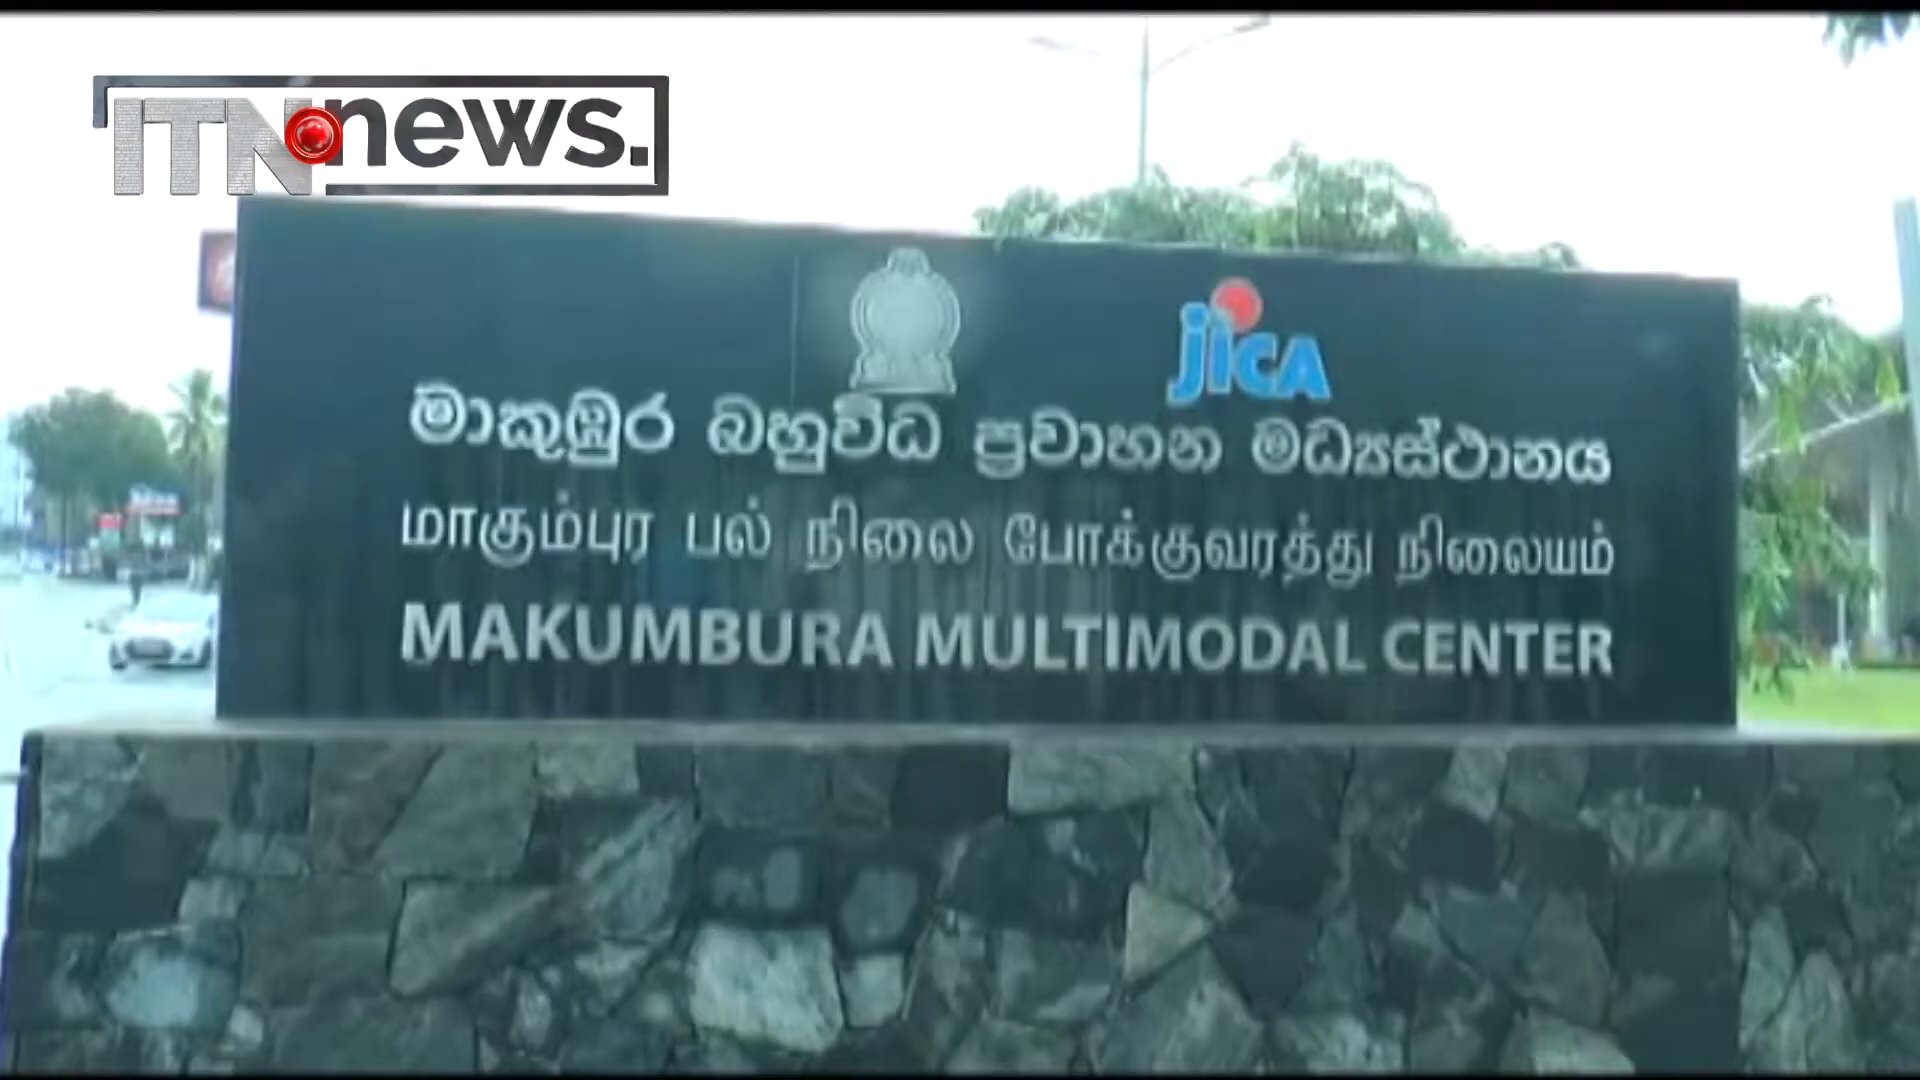 ITN news.
jICA
මාකුඹුර බහුවිධ ප්‍රවාහන මධ්‍යස්ථානය
மாகும்புர பல் நிலை போக்குவரத்து நிலையம்
MAKUMBURA MULTIMODAL CENTER